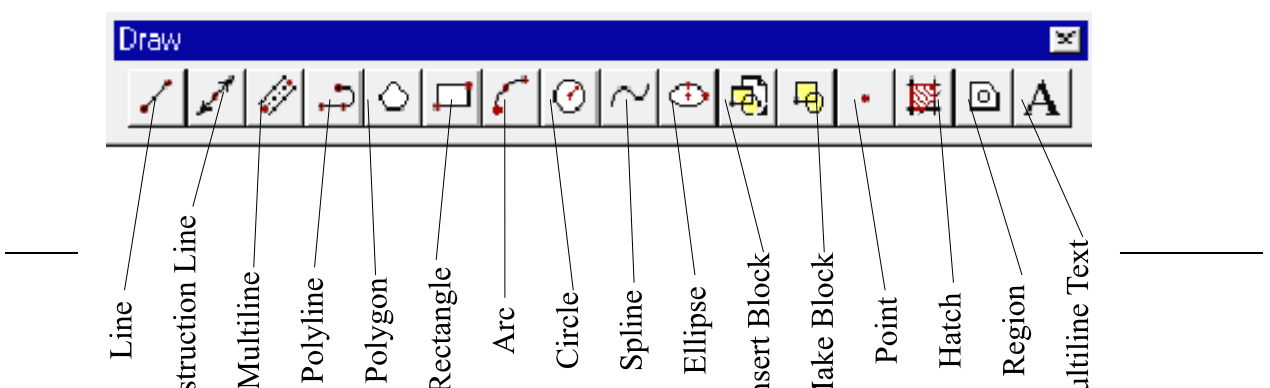 Draw
A
Line
struction Line
Multiline
Polyline
Polygon
Rectangle
Arc
Circle
Spline
Ellipse
nsert Block
Make Block
Point
Hatch
Region
ultiline Text